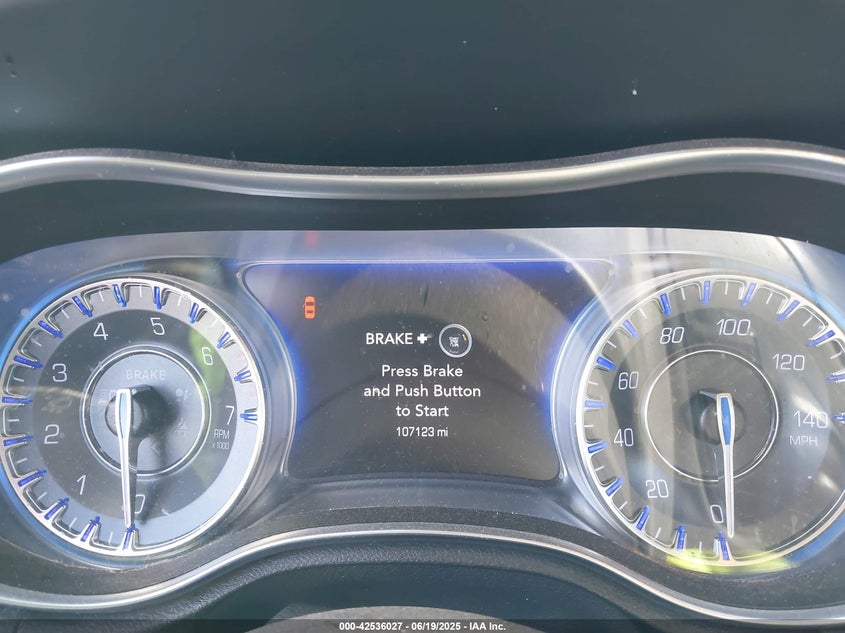 BRAKE
0
1
2
3
4
5
6
7
RPM
x 1000
BRAKE +
Press Brake
and Push Button
to Start
107123 mi
0
20
40
60
80
100
120
140
MPH
000-42536027 - 06/19/2025 - IAA Inc.